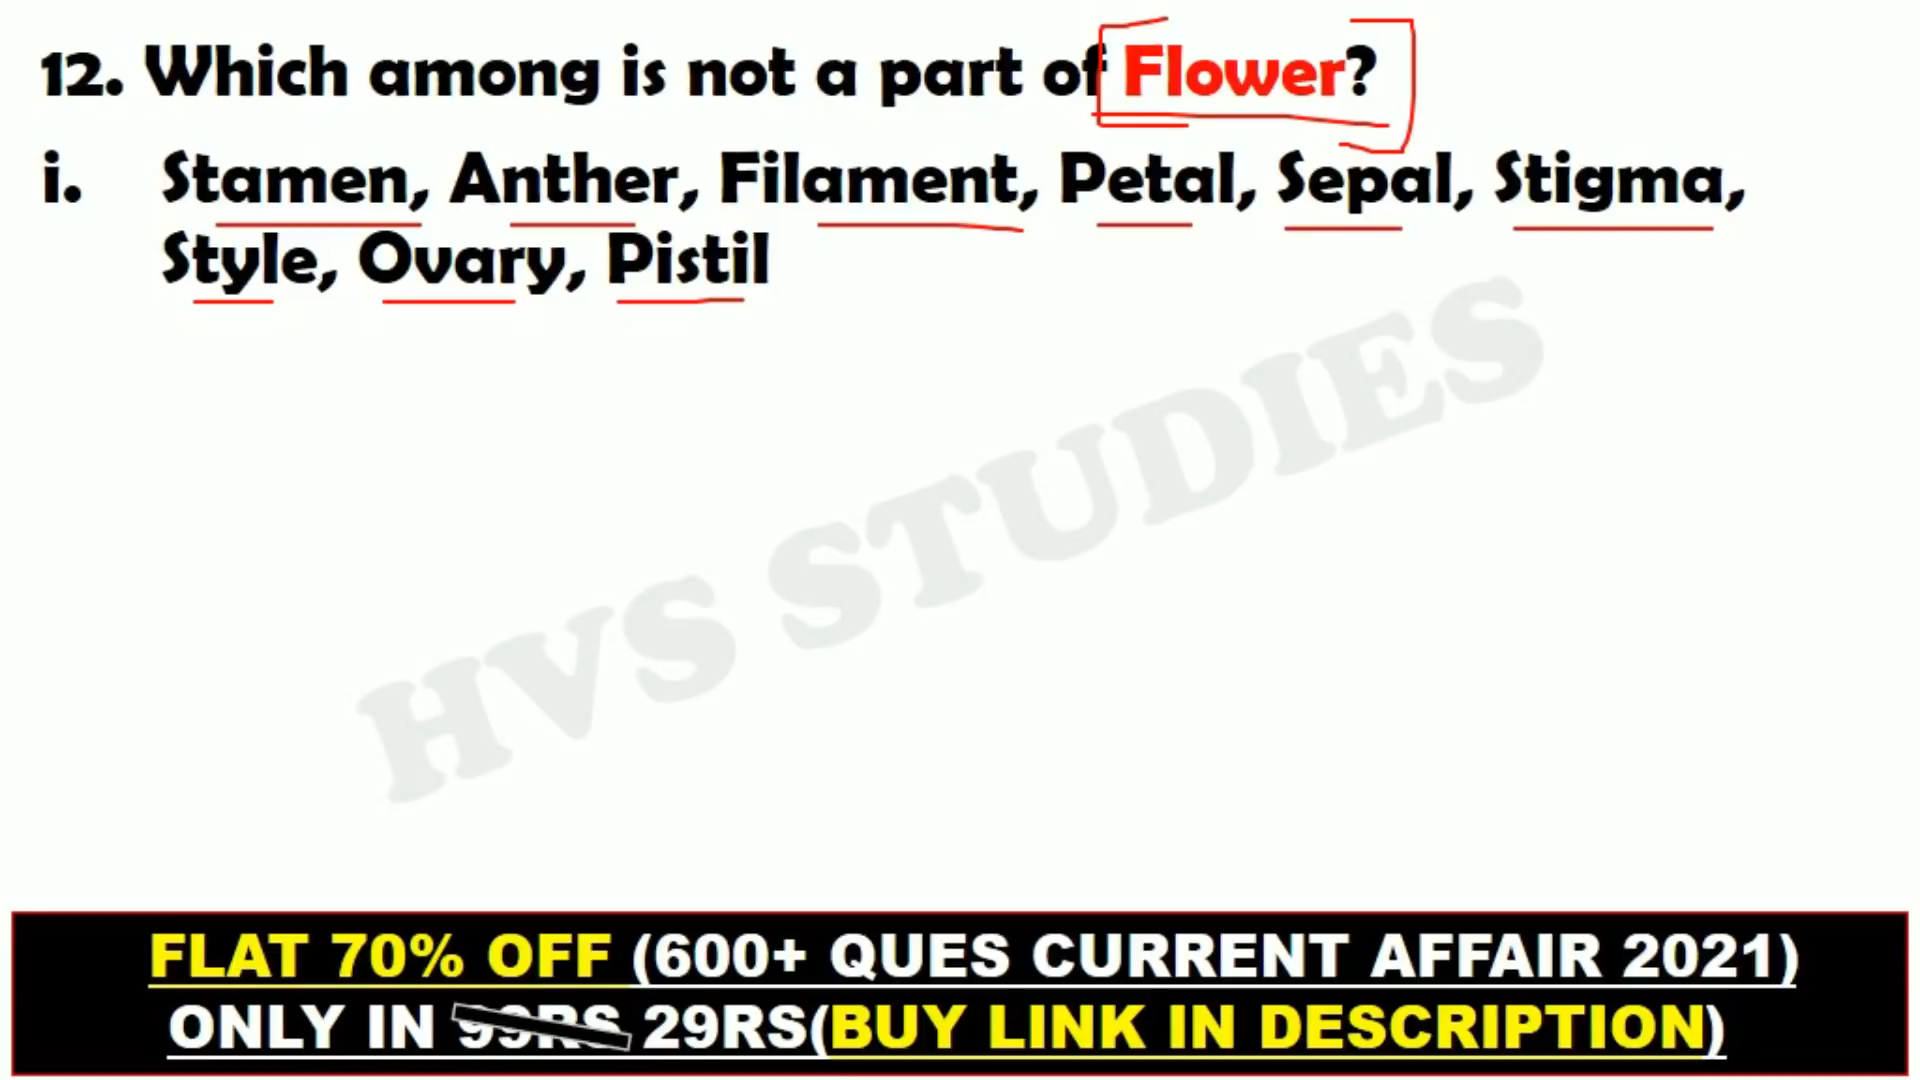 12. Which among is not a part of Flower?
i. Stamen, Anther, Filament, Petal, Sepal, Stigma,
Style, Ovary, Pistil
HVS STUDIES
FLAT 70% OFF (600+ QUES CURRENT AFFAIR 2021)
ONLY IN 99RS 29RS(BUY LINK IN DESCRIPTION)